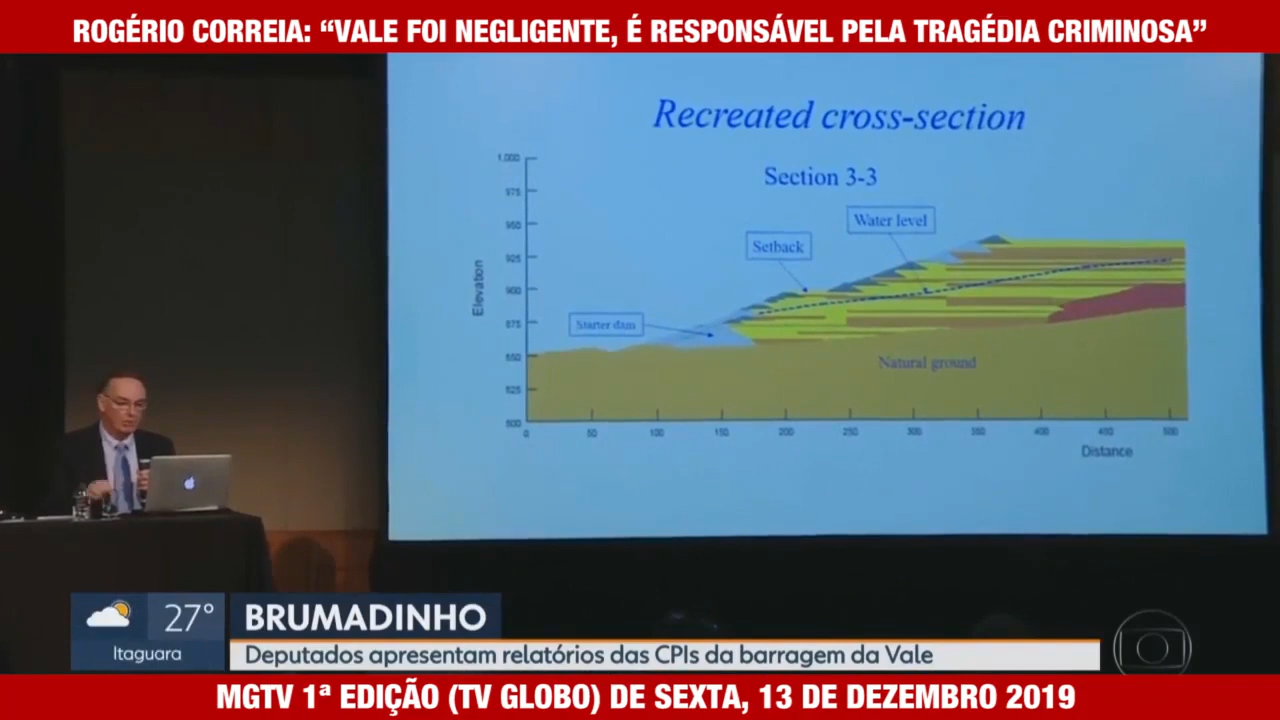 ROGÉRIO CORREIA: “VALE FOI NEGLIGENTE, É RESPONSÁVEL PELA TRAGÉDIA CRIMINOSA”
Recreated cross-section
Section 3-3
Water level
Setback
Starter dam
Natural ground
Elevation
1,000
975
950
925
900
875
850
825
800
0 50 100 150 200 250 300 350 400 450 500
Distance
27°
Itaguara
BRUMADINHO
Deputados apresentam relatórios das CPIs da barragem da Vale
MGTV 1ª EDIÇÃO (TV GLOBO) DE SEXTA, 13 DE DEZEMBRO 2019